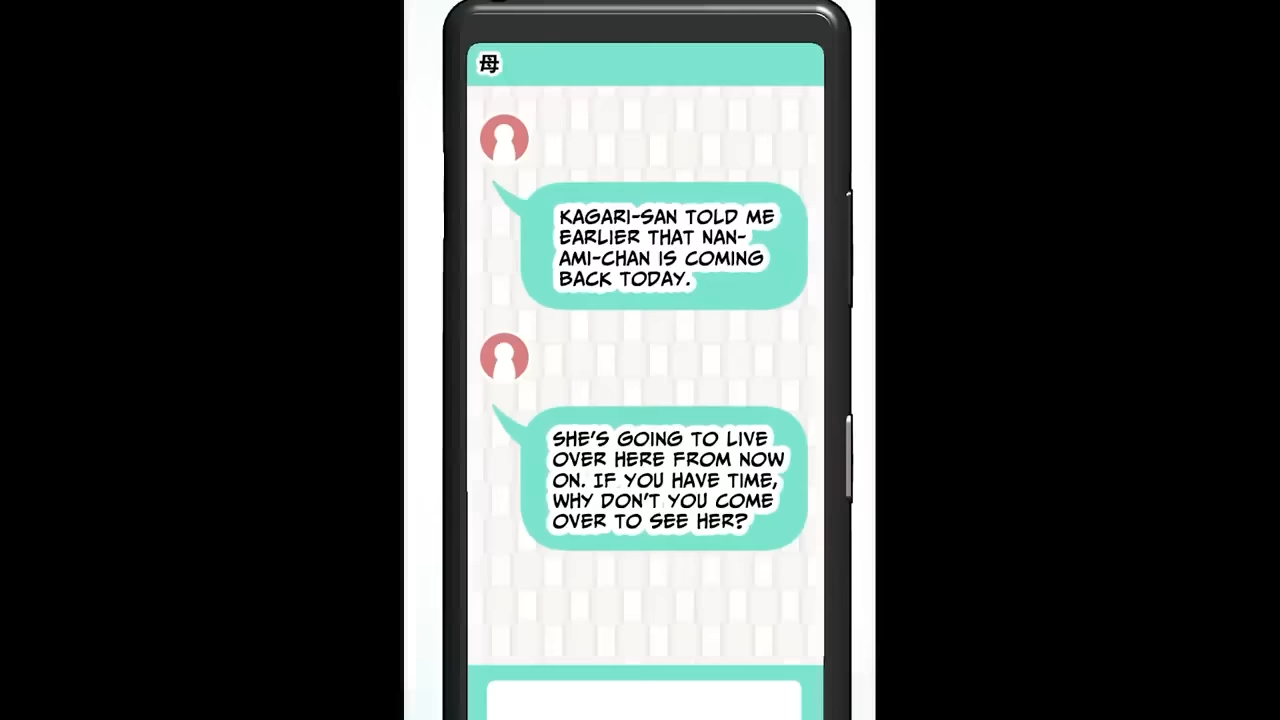 母
KAGARI-SAN TOLD ME
EARLIER THAT NAN-
AMI-CHAN IS COMING
BACK TODAY.
SHE'S GOING TO LIVE
OVER HERE FROM NOW
ON. IF YOU HAVE TIME,
WHY DON'T YOU COME
OVER TO SEE HER?